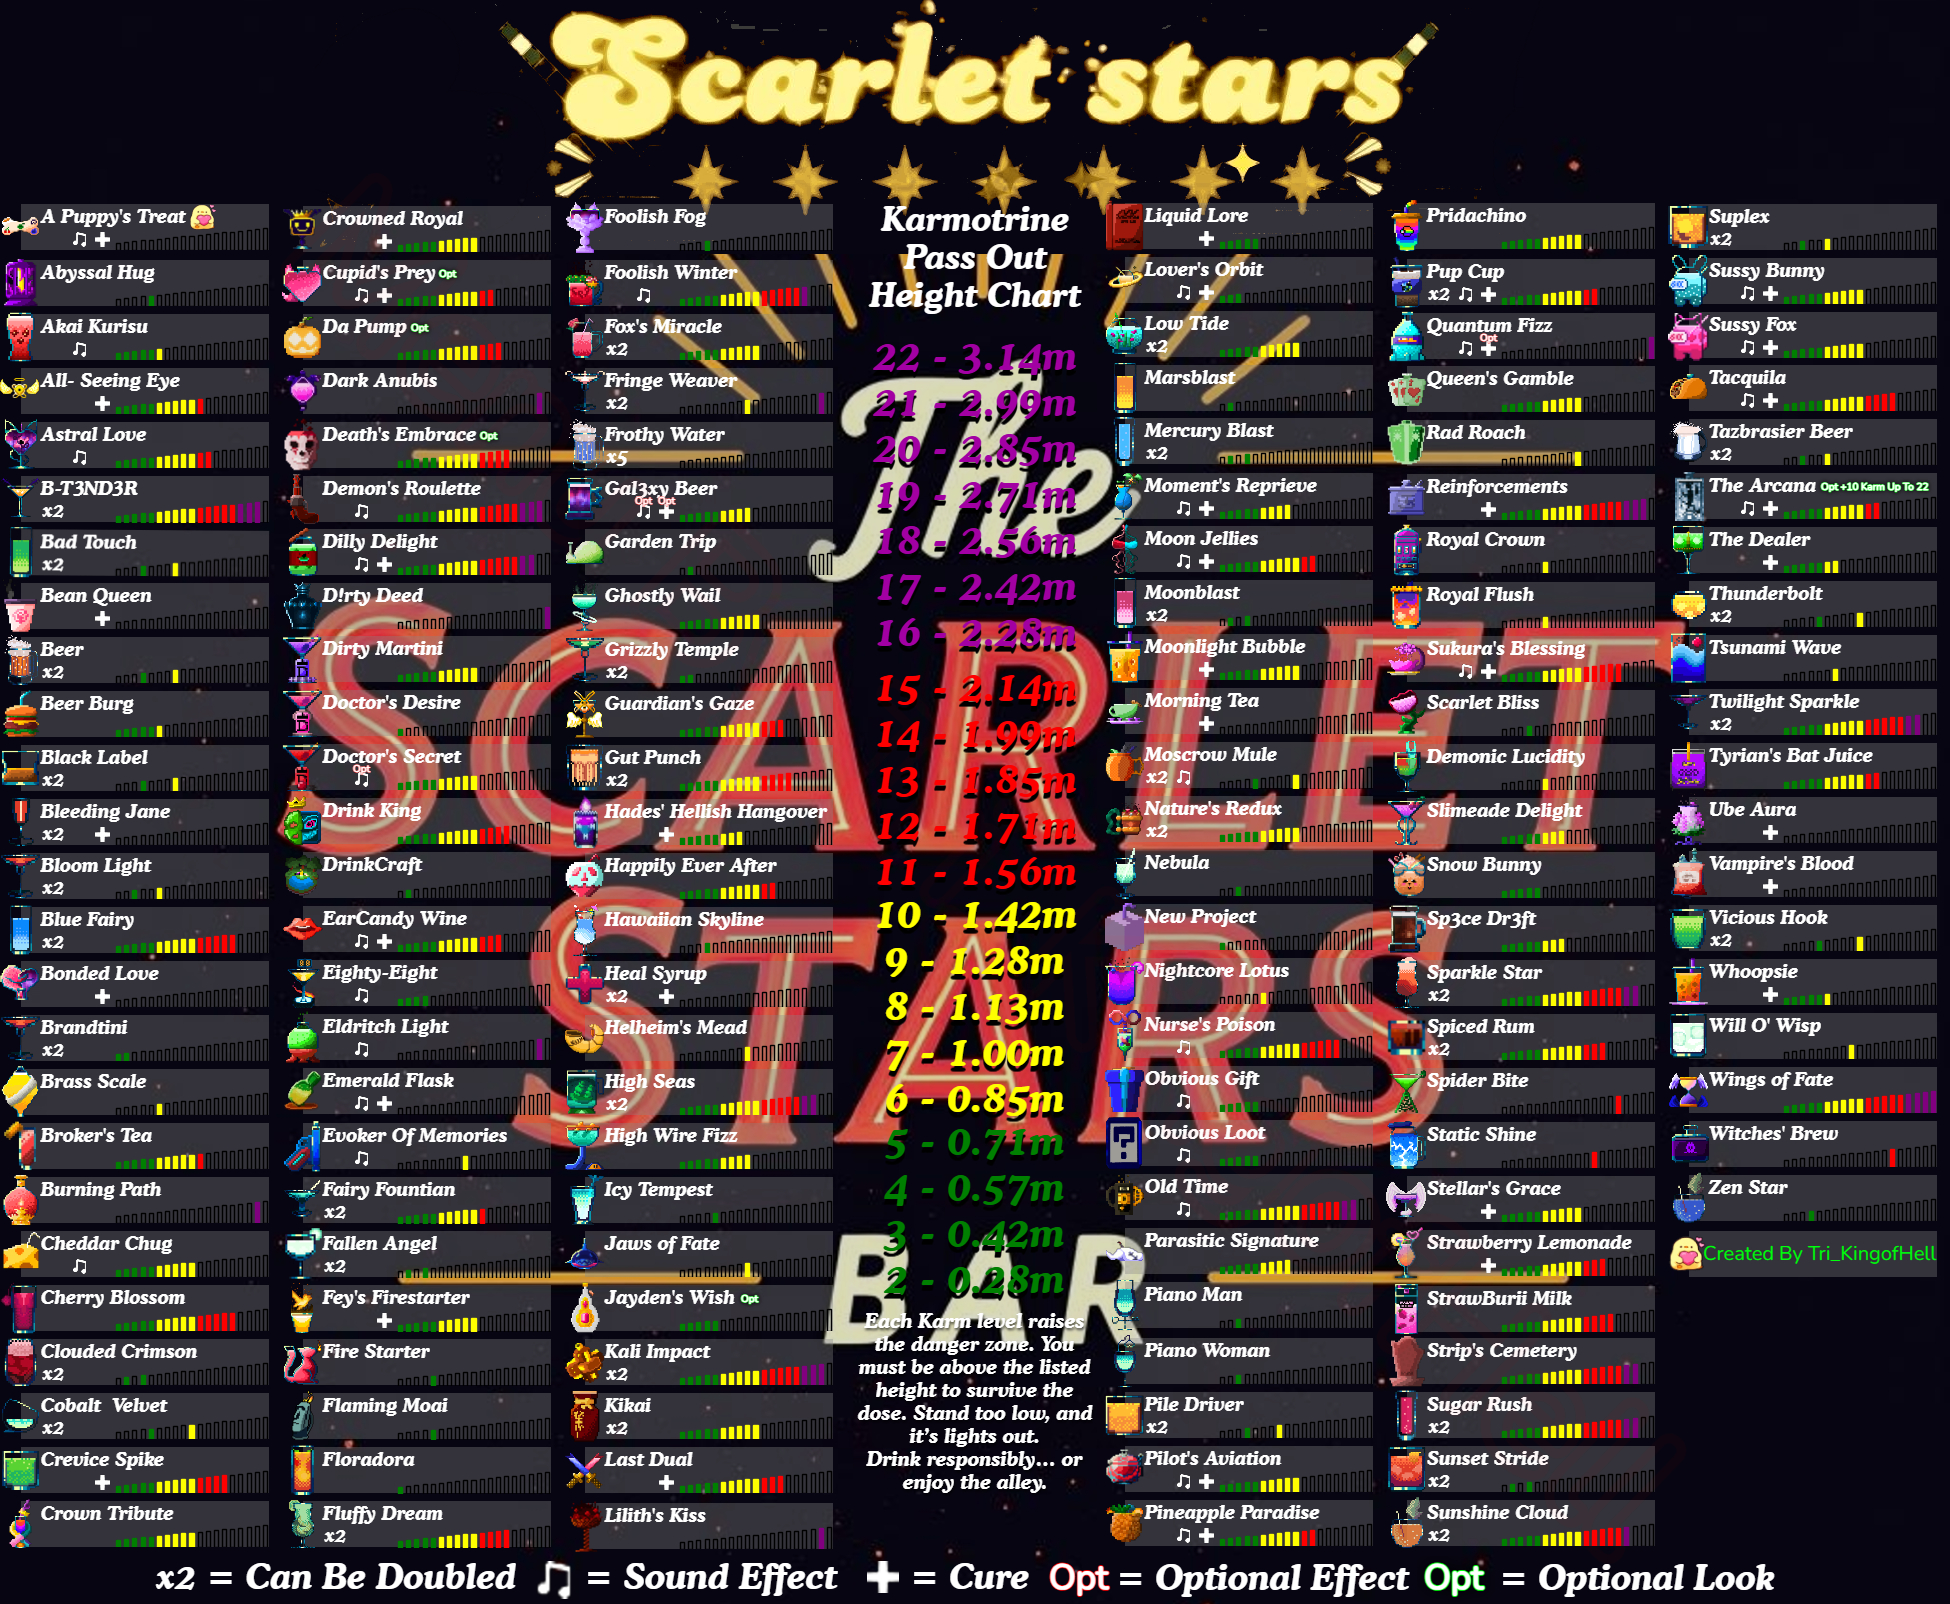 Scarlet stars
A Puppy's Treat
Abyssal Hug
Akai Kurisu
All- Seeing Eye
Astral Love
B-T3ND3R
x2
Bad Touch
x2
Bean Queen
Beer
x2
Beer Burg
Black Label
x2
Bleeding Jane
x2
Bloom Light
x2
Blue Fairy
x2
Bonded Love
Brandtini
x2
Brass Scale
Broker's Tea
Burning Path
Cheddar Chug
Cherry Blossom
Clouded Crimson
x2
Cobalt Velvet
x2
Crevice Spike
Crown Tribute
Crowned Royal
Cupid's Prey Opt
Da Pump Opt
Dark Anubis
Death's Embrace Opt
Demon's Roulette
Dilly Delight
D!rty Deed
Dirty Martini
Doctor's Desire
Doctor's Secret
Opt
Drink King
DrinkCraft
EarCandy Wine
Eighty-Eight
Eldritch Light
Emerald Flask
Evoker Of Memories
Fairy Fountian
x2
Fallen Angel
x2
Fey's Firestarter
Fire Starter
Flaming Moai
Floradora
Fluffy Dream
x2
Foolish Fog
Foolish Winter
Fox's Miracle
x2
Fringe Weaver
x2
Frothy Water
x5
Gal3xy Beer
Opt Opt
Garden Trip
Ghostly Wail
Grizzly Temple
x2
Guardian's Gaze
Gut Punch
x2
Hades' Hellish Hangover
Happily Ever After
Hawaiian Skyline
Heal Syrup
x2
Helheim's Mead
High Seas
x2
High Wire Fizz
Icy Tempest
Jaws of Fate
Jayden's Wish Opt
Kali Impact
x2
Kikai
x2
Last Dual
Lilith's Kiss
Karmotrine
Pass Out
Height Chart
22 - 3.14m
21 - 2.99m
20 - 2.85m
19 - 2.71m
18 - 2.56m
17 - 2.42m
16 - 2.28m
15 - 2.14m
14 - 1.99m
13 - 1.85m
12 - 1.71m
11 - 1.56m
10 - 1.42m
9 - 1.28m
8 - 1.13m
7 - 1.00m
6 - 0.85m
5 - 0.71m
4 - 0.57m
3 - 0.42m
2 - 0.28m
Each Karm level raises
the danger zone. You
must be above the listed
height to survive the
dose. Stand too low, and
it's lights out.
Drink responsibly... or
enjoy the alley.
The
SCARLET
STARS
BAR
Liquid Lore
Lover's Orbit
Low Tide
x2
Marsblast
Mercury Blast
x2
Moment's Reprieve
Moon Jellies
Moonblast
x2
Moonlight Bubble
Morning Tea
Moscrow Mule
x2
Nature's Redux
x2
Nebula
New Project
Nightcore Lotus
Nurse's Poison
Obvious Gift
Obvious Loot
Old Time
Parasitic Signature
Piano Man
Piano Woman
Pile Driver
x2
Pilot's Aviation
Pineapple Paradise
Pridachino
Pup Cup
x2
Quantum Fizz
Opt
Queen's Gamble
Rad Roach
Reinforcements
Royal Crown
Royal Flush
Sukura's Blessing
Scarlet Bliss
Demonic Lucidity
Slimeade Delight
Snow Bunny
Sp3ce Dr3ft
Sparkle Star
x2
Spiced Rum
x2
Spider Bite
Static Shine
Stellar's Grace
Strawberry Lemonade
StrawBurii Milk
Strip's Cemetery
Sugar Rush
x2
Sunset Stride
x2
Sunshine Cloud
x2
Suplex
x2
Sussy Bunny
Sussy Fox
Tacquila
Tazbrasier Beer
x2
The Arcana Opt +10 Karm Up To 22
The Dealer
Thunderbolt
x2
Tsunami Wave
Twilight Sparkle
x2
Tyrian's Bat Juice
Ube Aura
Vampire's Blood
Vicious Hook
x2
Whoopsie
Will O' Wisp
Wings of Fate
Witches' Brew
Zen Star
Created By Tri_KingofHell
x2 = Can Be Doubled = Sound Effect = Cure Opt = Optional Effect Opt = Optional Look